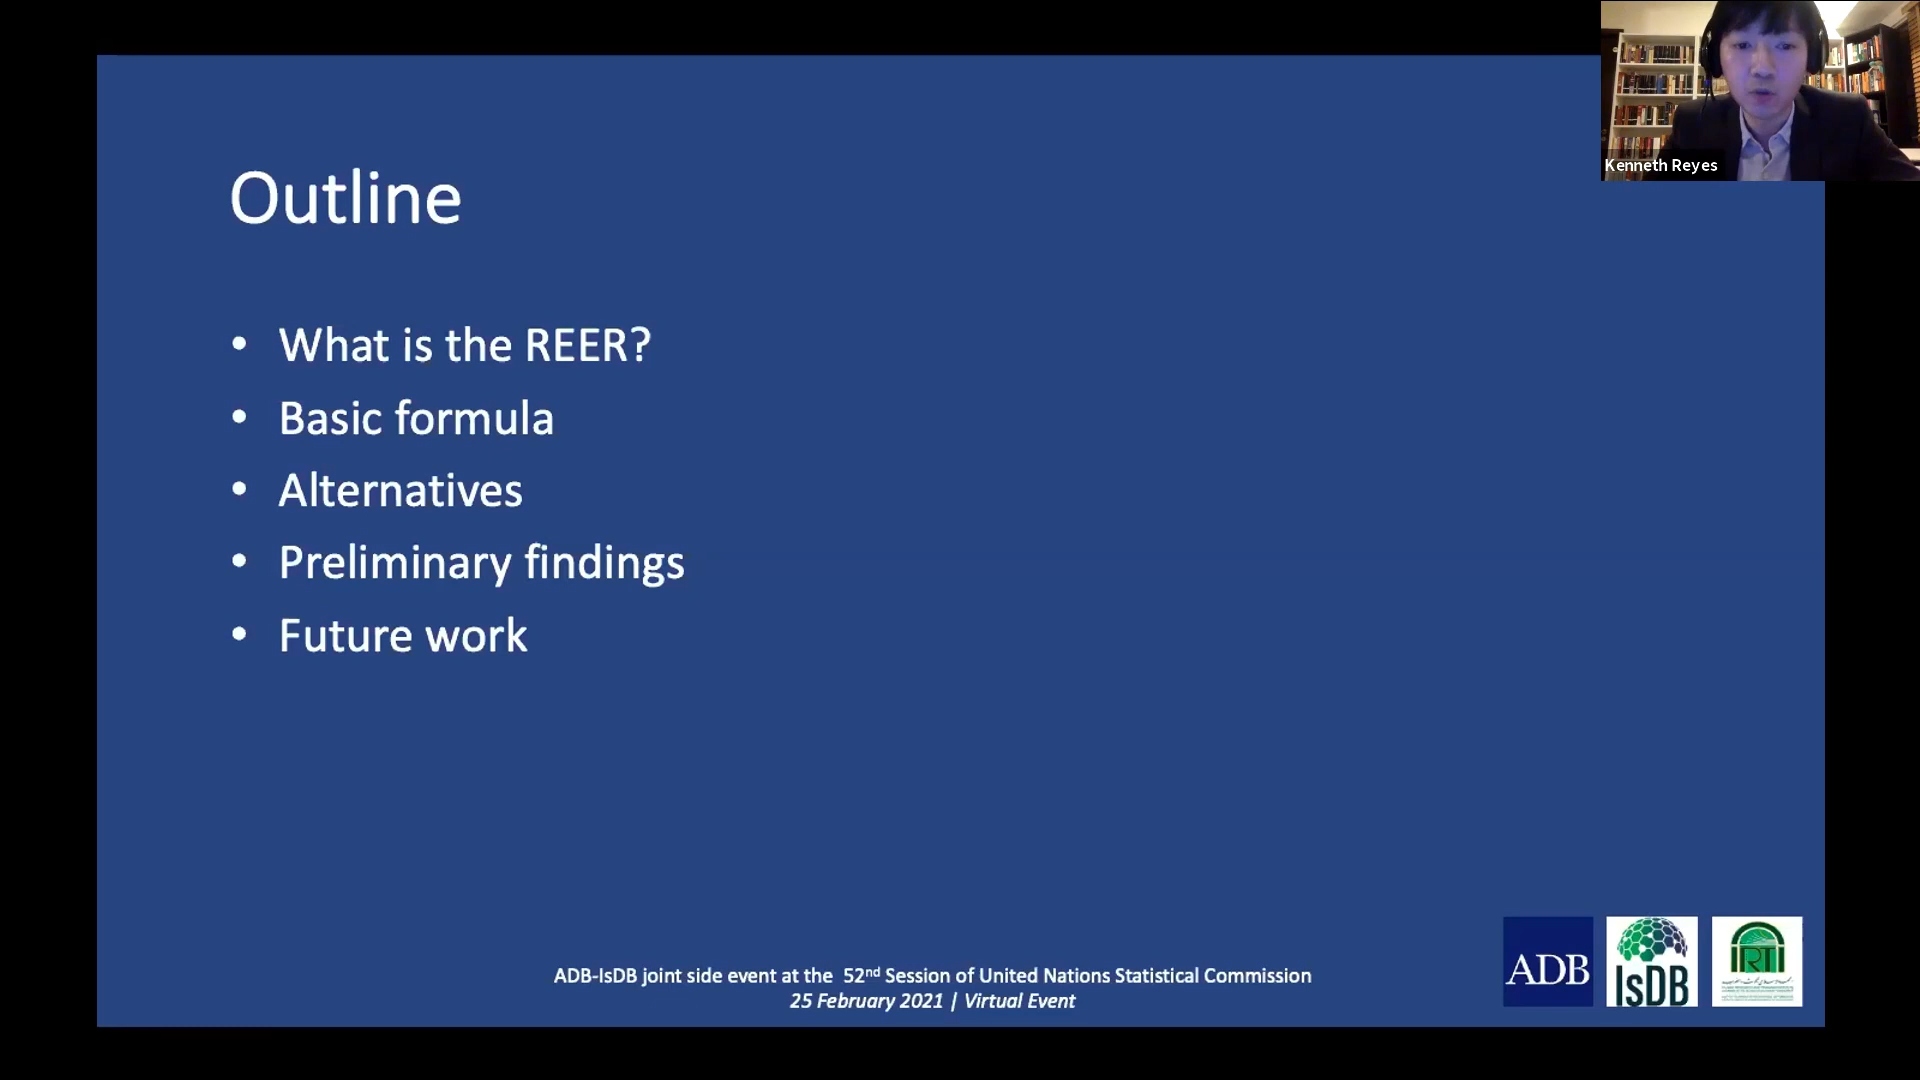 Kenneth Reyes
Outline
• What is the REER?
• Basic formula
• Alternatives
• Preliminary findings
• Future work
ADB-IsDB joint side event at the 52nd Session of United Nations Statistical Commission
25 February 2021 | Virtual Event
ADB
IsDB
IRTI